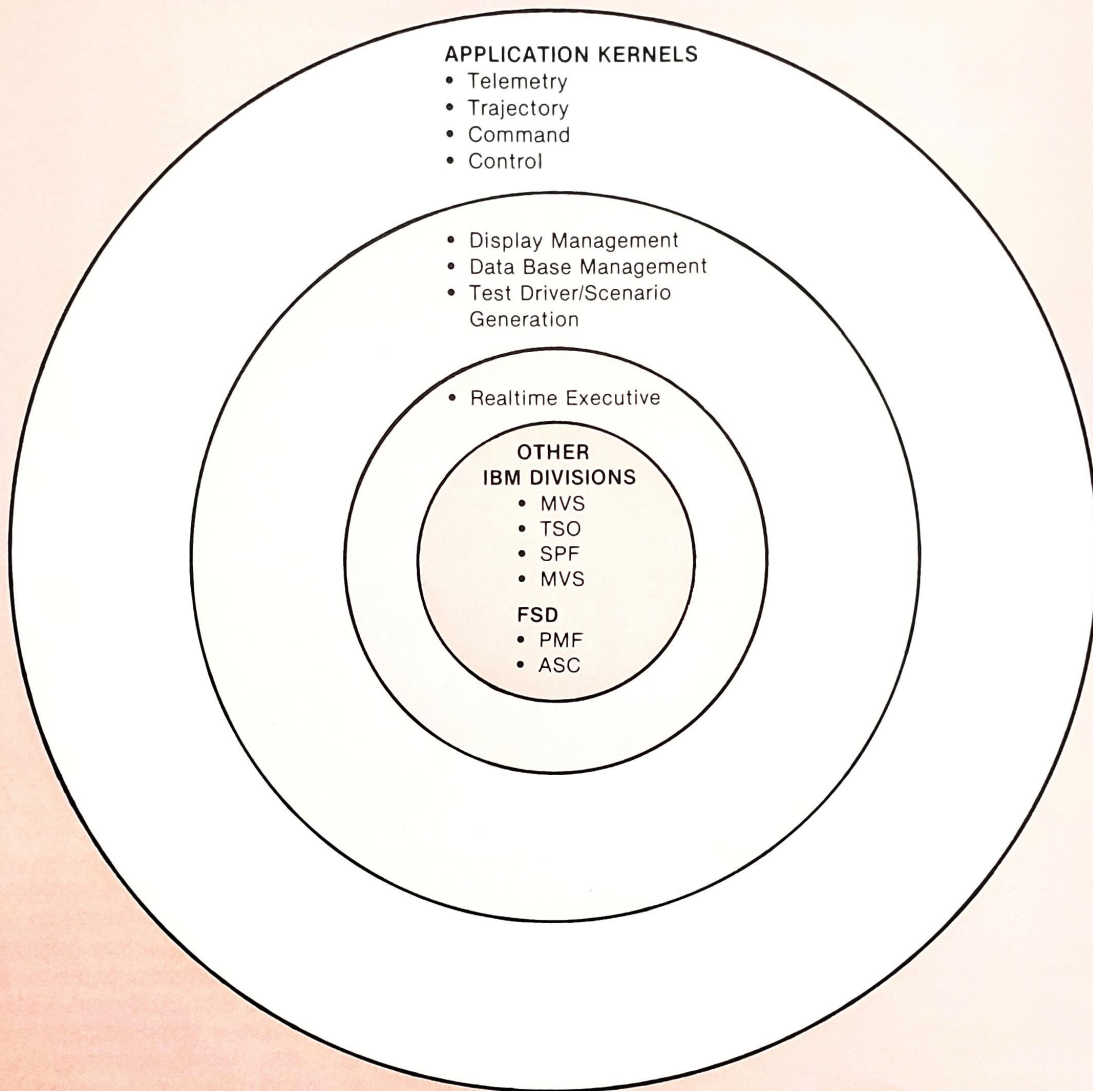 APPLICATION KERNELS
• Telemetry
• Trajectory
• Command
• Control
• Display Management
• Data Base Management
• Test Driver/Scenario
Generation
• Realtime Executive
OTHER
IBM DIVISIONS
• MVS
• TSO
• SPF
• MVS
FSD
• PMF
• ASC